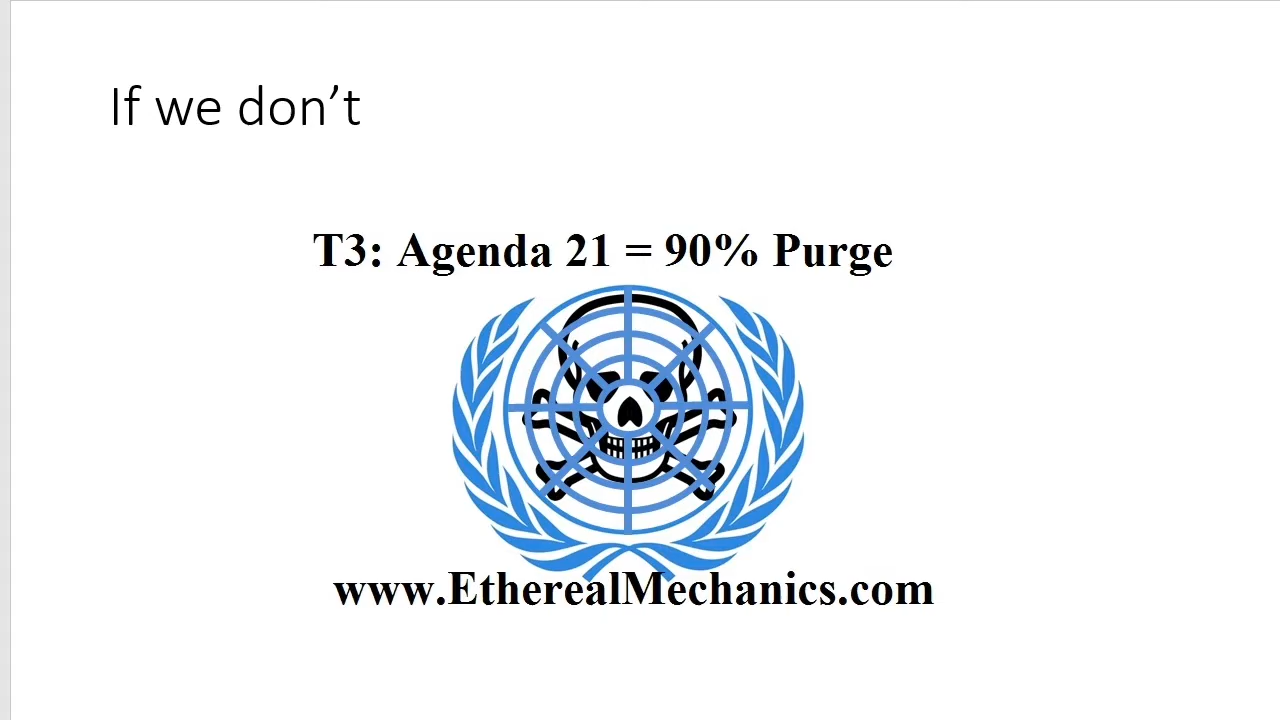 If we don’t
T3: Agenda 21 = 90% Purge
www.EtherealMechanics.com